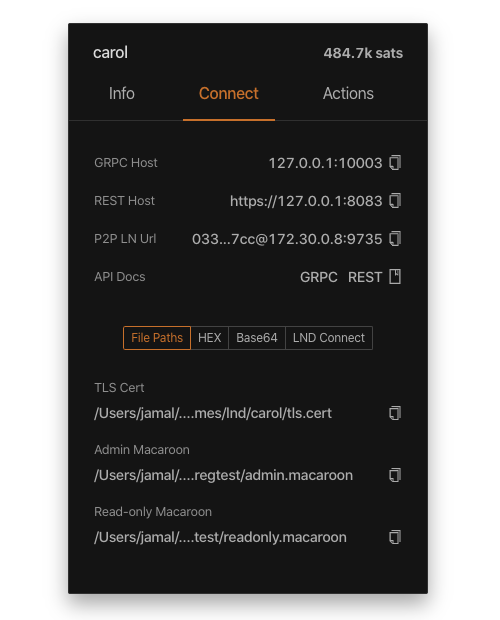 carol 484.7k sats
Info Connect Actions
GRPC Host 127.0.0.1:10003
REST Host https://127.0.0.1:8083
P2P LN Url 033...7cc@172.30.0.8:9735
API Docs GRPC REST
File Paths HEX Base64 LND Connect
TLS Cert
/Users/jamal/....mes/lnd/carol/tls.cert
Admin Macaroon
/Users/jamal/....regtest/admin.macaroon
Read-only Macaroon
/Users/jamal/....test/readonly.macaroon